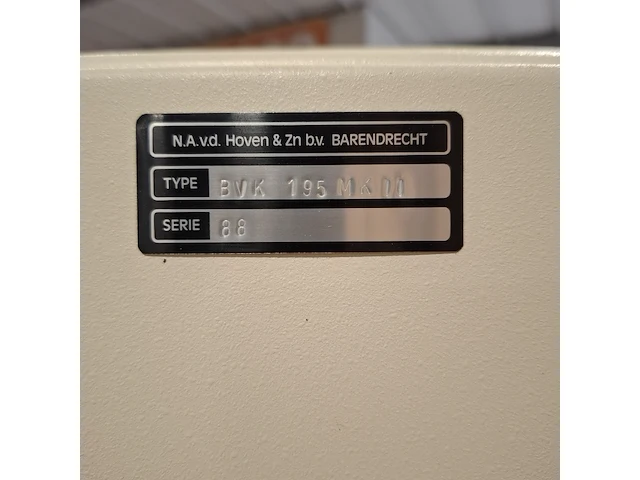 N.A.v.d. Hoven & Zn b.v. BARENDRECHT
TYPE BVK 195 MK II
SERIE 88